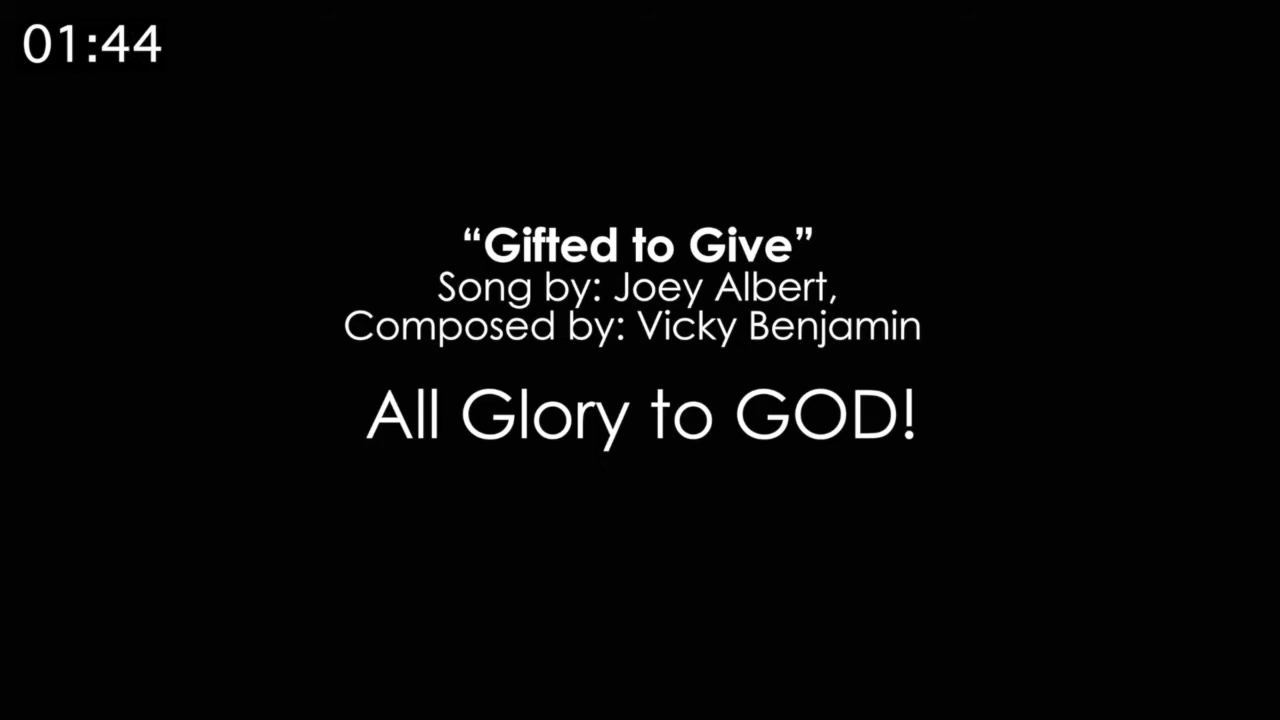 01:44
“Gifted to Give”
Song by: Joey Albert,
Composed by: Vicky Benjamin
All Glory to GOD!